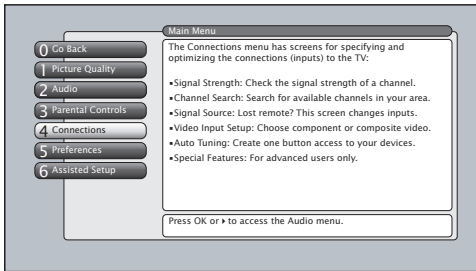 Main Menu
0 Go Back
1 Picture Quality
2 Audio
3 Parental Controls
4 Connections
5 Preferences
6 Assisted Setup
The Connections menu has screens for specifying and
optimizing the connections (inputs) to the TV:
▪Signal Strength: Check the signal strength of a channel.
▪Channel Search: Search for available channels in your area.
▪Signal Source: Lost remote? This screen changes inputs.
▪Video Input Setup: Choose component or composite video.
▪Auto Tuning: Create one button access to your devices.
▪Special Features: For advanced users only.
Press OK or ▸ to access the Audio menu.